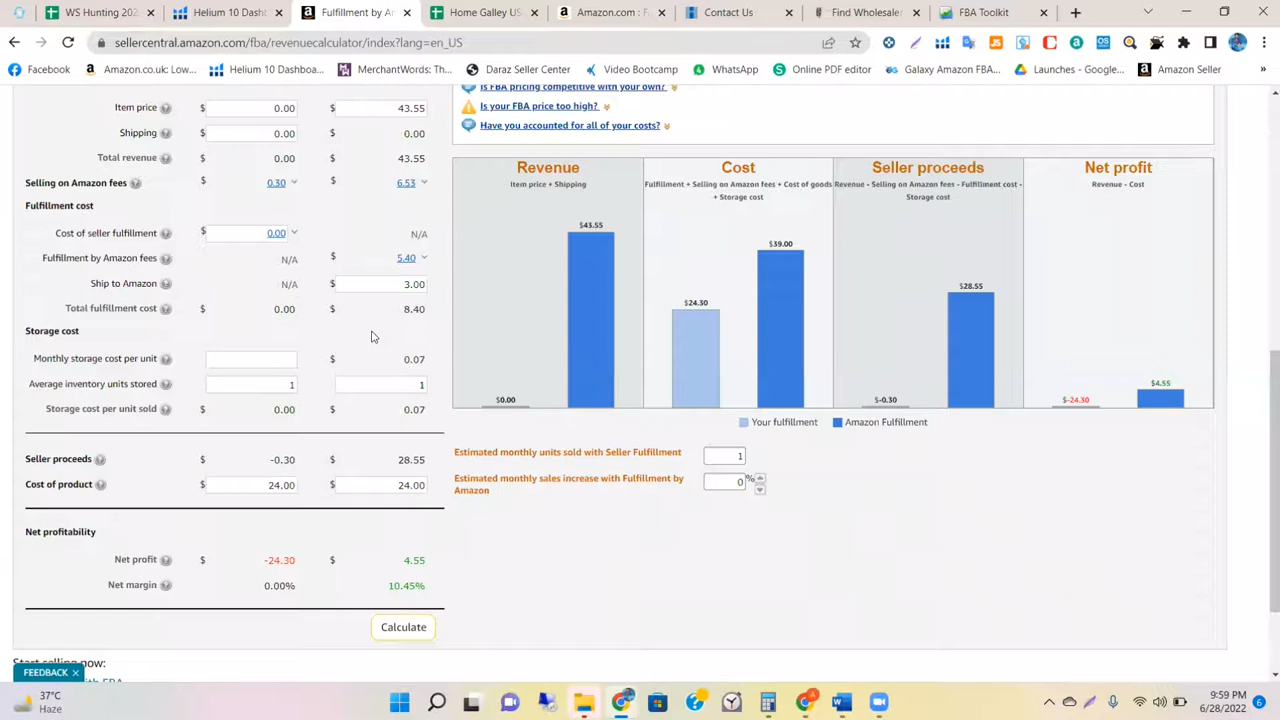 WS Hunting 202
Helium 10 Dash
Fulfillment by Ar
Home Galley US
Amazon.com : F
Contact Us
Find Wholesale
FBA Toolkit
sellercentral.amazon.com/fba/revenuecalculator/index?lang=en_US
Facebook
Amazon.co.uk: Low...
Helium 10 Dashboa...
MerchantWords: Th...
Daraz Seller Center
Video Bootcamp
WhatsApp
Online PDF editor
Galaxy Amazon FBA...
Launches - Google...
Amazon Seller
»
Is FBA pricing competitive with your own?
Item price $ 0.00 $ 43.55
Is your FBA price too high?
Have you accounted for all of your costs?
Shipping $ 0.00 $ 0.00
Total revenue $ 0.00 $ 43.55
Selling on Amazon fees $ 0.30 $ 6.53
Fulfillment cost
Cost of seller fulfillment $ 0.00 N/A
Fulfillment by Amazon fees N/A $ 5.40
Ship to Amazon N/A $ 3.00
Total fulfillment cost $ 0.00 $ 8.40
Storage cost
Monthly storage cost per unit $ 0.07
Average inventory units stored 1 1
Storage cost per unit sold $ 0.00 $ 0.07
Seller proceeds $ -0.30 $ 28.55
Cost of product $ 24.00 $ 24.00
Net profitability
Net profit $ -24.30 $ 4.55
Net margin 0.00% 10.45%
Calculate
Revenue
Item price + Shipping
$43.55
$0.00
Cost
Fulfillment + Selling on Amazon fees + Cost of goods
+ Storage cost
$39.00
$24.30
Seller proceeds
Revenue - Selling on Amazon fees - Fulfillment cost -
Storage cost
$28.55
$-0.30
Net profit
Revenue - Cost
$4.55
$-24.30
Your fulfillment
Amazon Fulfillment
Estimated monthly units sold with Seller Fulfillment 1
Estimated monthly sales increase with Fulfillment by
Amazon
0 %
Start selling now:
FEEDBACK ×
37°C
Haze
9:59 PM
6/28/2022
6